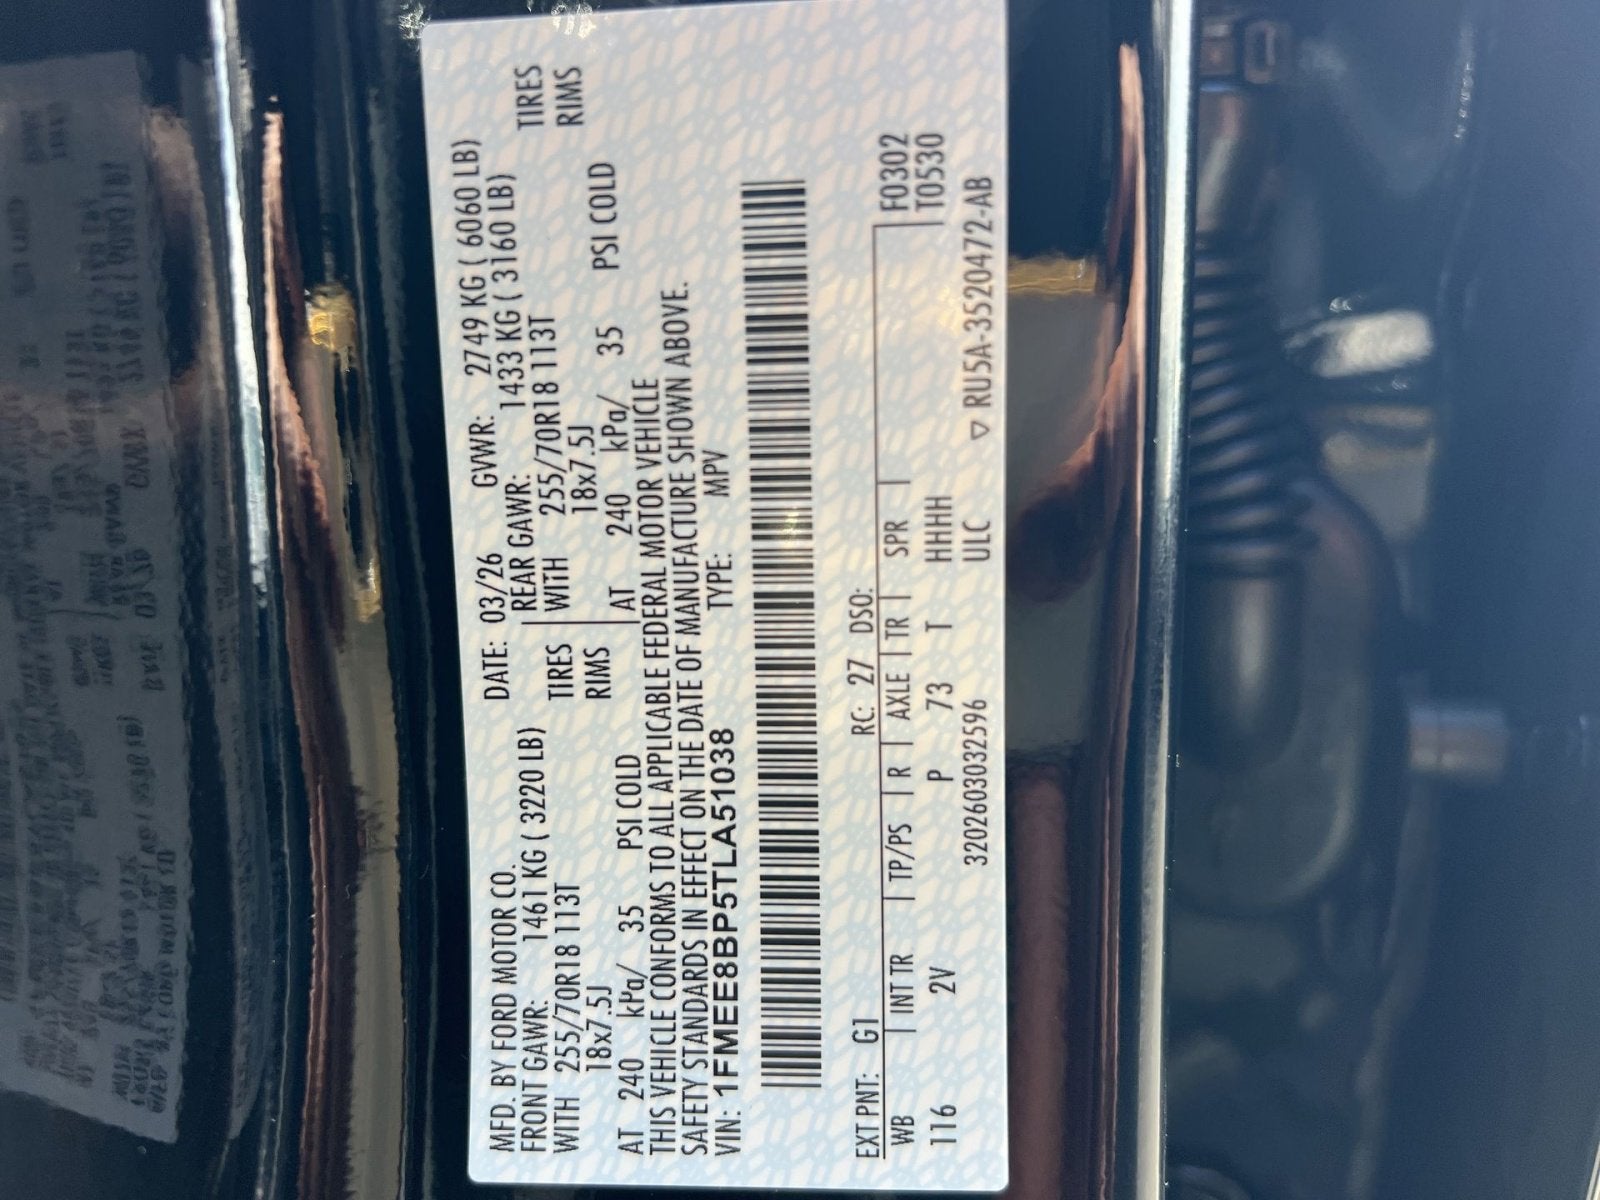 MFD. BY FORD MOTOR CO.
DATE: 03/26 GVWR: 2749 KG ( 6060 LB)
FRONT GAWR: 1461 KG ( 3220 LB) REAR GAWR: 1433 KG ( 3160 LB)
WITH 255/70R18 113T TIRES WITH 255/70R18 113T TIRES
18x7.5J RIMS 18x7.5J RIMS
AT 240 kPa/ 35 PSI COLD AT 240 kPa/ 35 PSI COLD
THIS VEHICLE CONFORMS TO ALL APPLICABLE FEDERAL MOTOR VEHICLE
SAFETY STANDARDS IN EFFECT ON THE DATE OF MANUFACTURE SHOWN ABOVE.
VIN: 1FMEE8BP5TLA51038 TYPE: MPV
EXT PNT: G1 RC: 27 DSO: F0302
WB INT TR TP/PS R AXLE TR SPR T0530
116 2V P 73 T HHHH
320260303259​6 ULC ▽ RU5A-3520472-AB